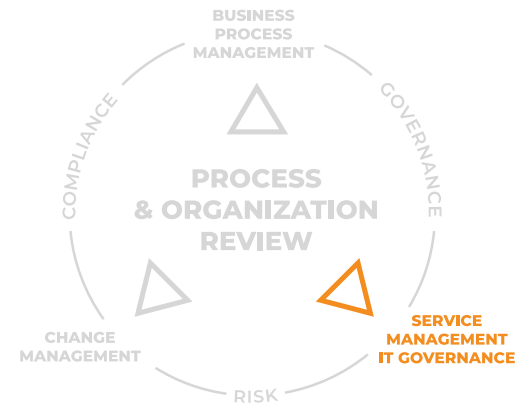 BUSINESS
PROCESS
MANAGEMENT
COMPLIANCE
GOVERNANCE
PROCESS
& ORGANIZATION
REVIEW
SERVICE
MANAGEMENT
IT GOVERNANCE
CHANGE
MANAGEMENT
RISK